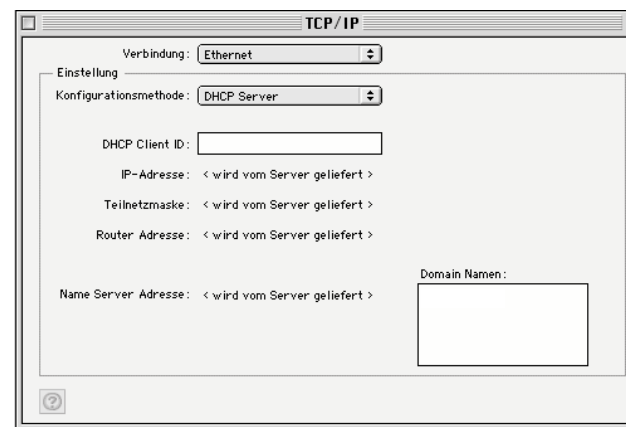 TCP/IP
Verbindung: Ethernet
Einstellung
Konfigurationsmethode: DHCP Server
DHCP Client ID:
IP-Adresse: < wird vom Server geliefert >
Teilnetzmaske: < wird vom Server geliefert >
Router Adresse: < wird vom Server geliefert >
Domain Namen:
Name Server Adresse: < wird vom Server geliefert >
?